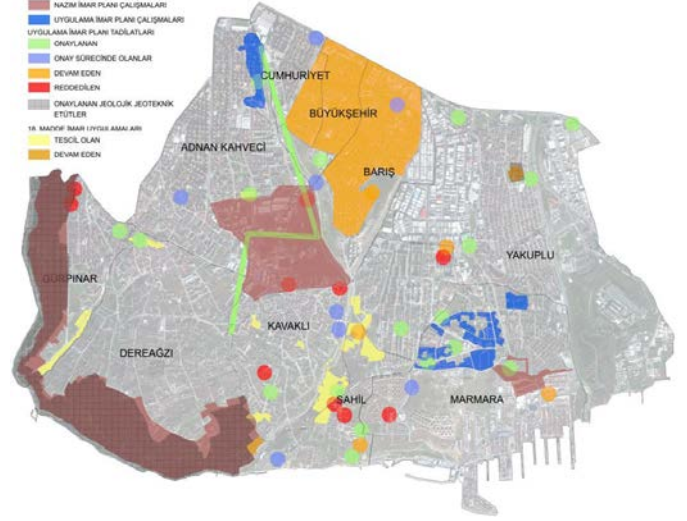 NAZIM İMAR PLANI ÇALIŞMALARI
UYGULAMA İMAR PLANI ÇALIŞMALARI
UYGULAMA İMAR PLANI TADİLATLARI
ONAYLANAN
ONAY SÜRECİNDE OLANLAR
DEVAM EDEN
REDDEDİLEN
ONAYLANAN JEOLOJİK JEOTEKNİK
ETÜTLER
18. MADDE İMAR UYGULAMALARI
TESCİL OLAN
DEVAM EDEN
CUMHURİYET
BÜYÜKŞEHİR
ADNAN KAHVECİ
BARIŞ
YAKUPLU
GÜRPINAR
KAVAKLI
DEREAĞZI
SAHİL
MARMARA